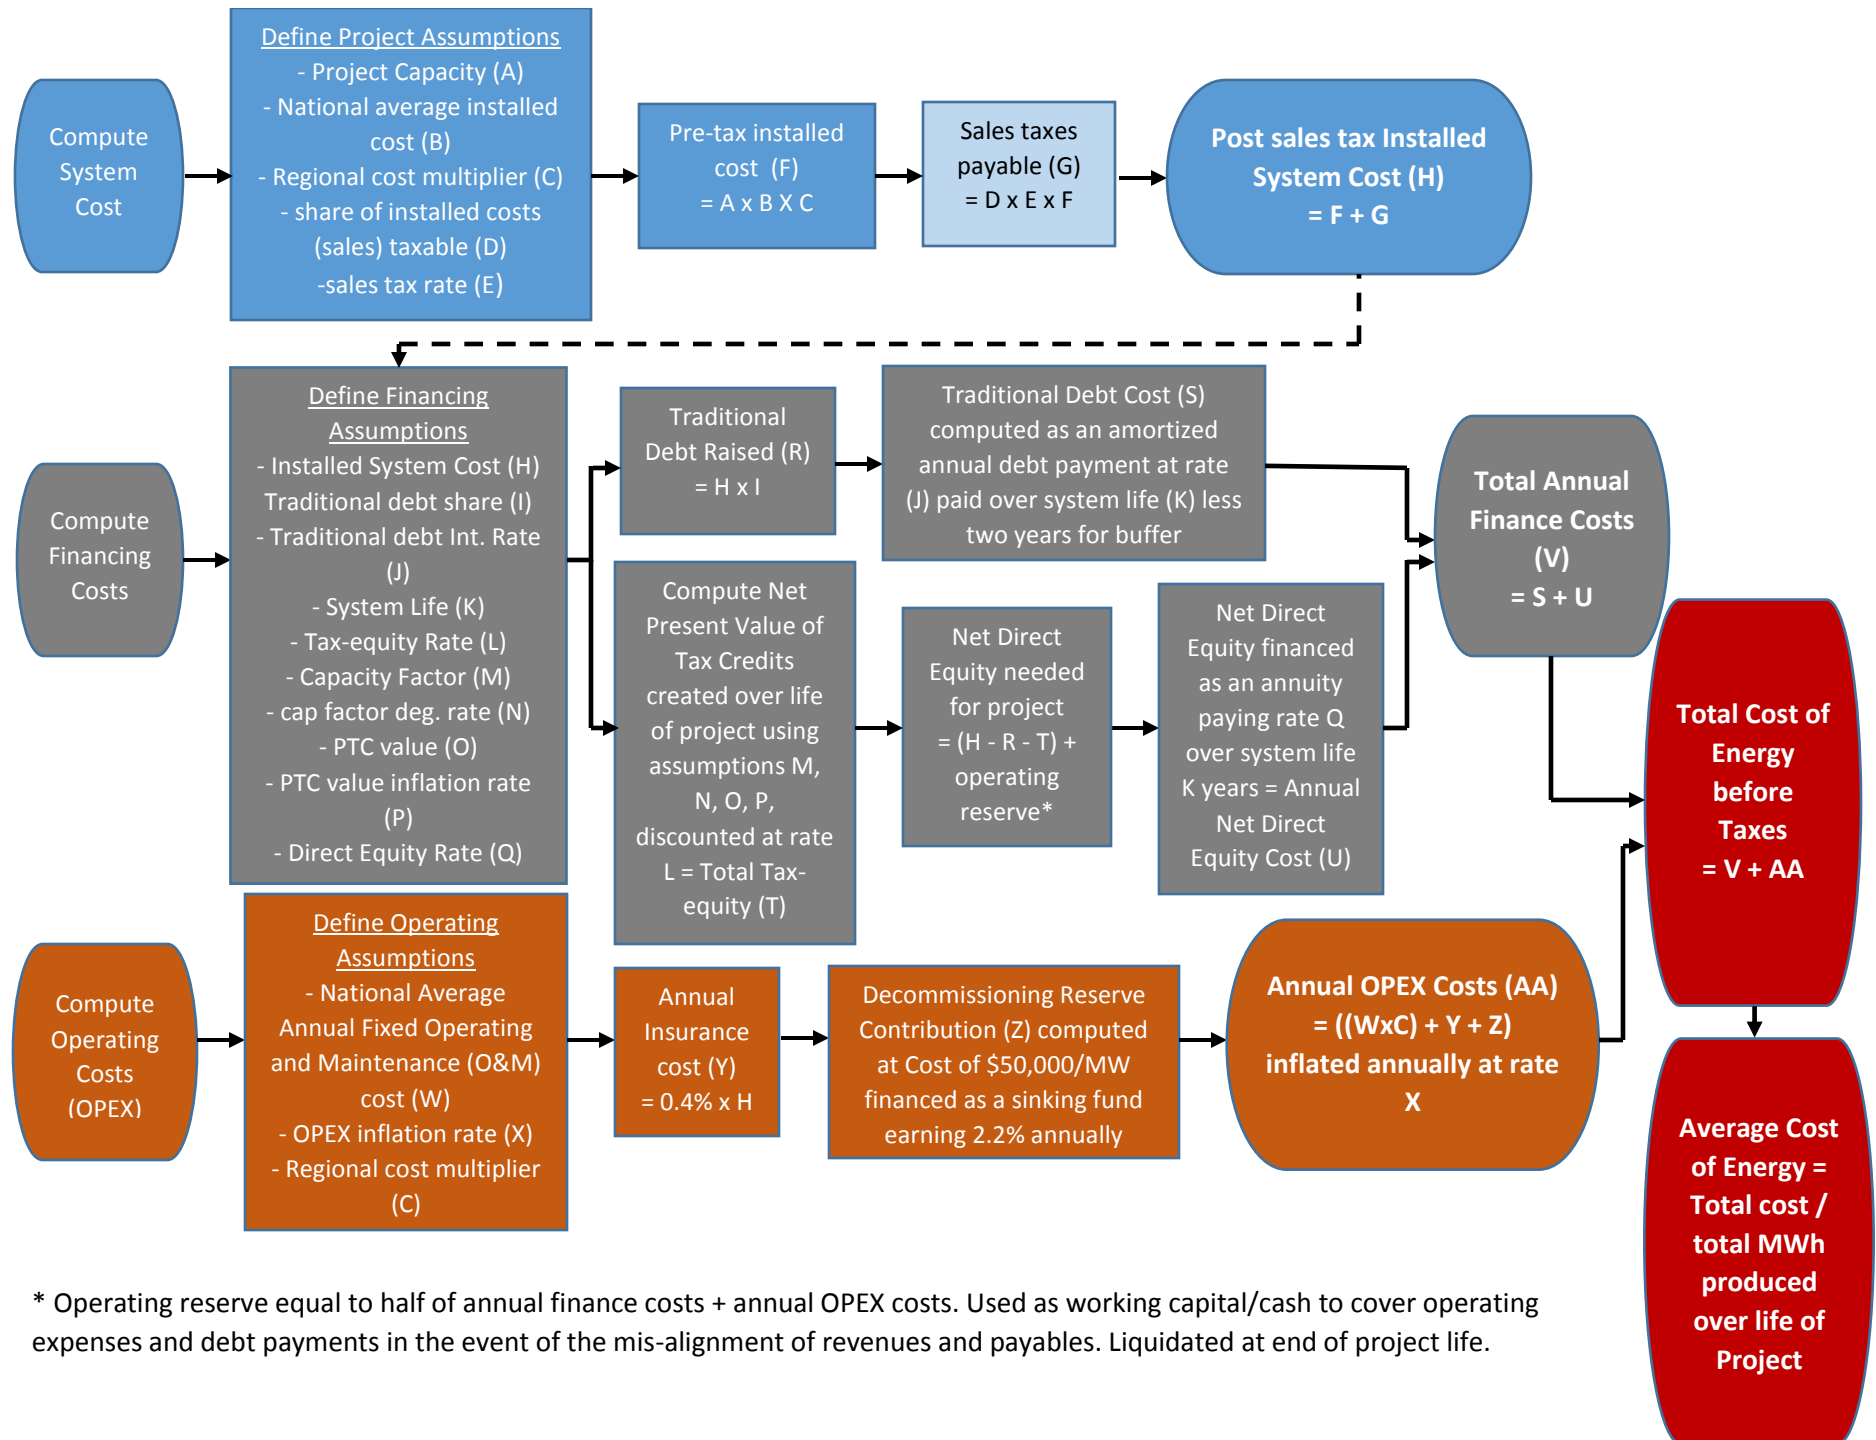 Compute
System
Cost
Define Project Assumptions
- Project Capacity (A)
- National average installed
cost (B)
- Regional cost multiplier (C)
- share of installed costs
(sales) taxable (D)
-sales tax rate (E)
Pre-tax installed
cost (F)
= A x B X C
Sales taxes
payable (G)
= D x E x F
Post sales tax Installed
System Cost (H)
= F + G
Compute
Financing
Costs
Define Financing
Assumptions
- Installed System Cost (H)
Traditional debt share (I)
- Traditional debt Int. Rate
(J)
- System Life (K)
- Tax-equity Rate (L)
- Capacity Factor (M)
- cap factor deg. rate (N)
- PTC value (O)
- PTC value inflation rate
(P)
- Direct Equity Rate (Q)
Traditional
Debt Raised (R)
= H x I
Traditional Debt Cost (S)
computed as an amortized
annual debt payment at rate
(J) paid over system life (K) less
two years for buffer
Compute Net
Present Value of
Tax Credits
created over life
of project using
assumptions M,
N, O, P,
discounted at rate
L = Total Tax-
equity (T)
Net Direct
Equity needed
for project
= (H - R - T) +
operating
reserve*
Net Direct
Equity financed
as an annuity
paying rate Q
over system life
K years = Annual
Net Direct
Equity Cost (U)
Total Annual
Finance Costs
(V)
= S + U
Compute
Operating
Costs
(OPEX)
Define Operating
Assumptions
- National Average
Annual Fixed Operating
and Maintenance (O&M)
cost (W)
- OPEX inflation rate (X)
- Regional cost multiplier
(C)
Annual
Insurance
cost (Y)
= 0.4% x H
Decommissioning Reserve
Contribution (Z) computed
at Cost of $50,000/MW
financed as a sinking fund
earning 2.2% annually
Annual OPEX Costs (AA)
= ((WxC) + Y + Z)
inflated annually at rate
X
Total Cost of
Energy
before
Taxes
= V + AA
Average Cost
of Energy =
Total cost /
total MWh
produced
over life of
Project
* Operating reserve equal to half of annual finance costs + annual OPEX costs. Used as working capital/cash to cover operating
expenses and debt payments in the event of the mis-alignment of revenues and payables. Liquidated at end of project life.